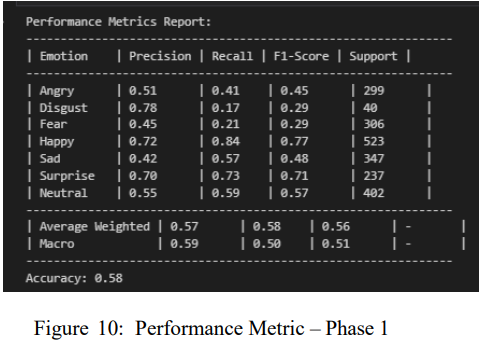 Performance Metrics Report:
------------------------------------------------------------
| Emotion | Precision | Recall | F1-Score | Support |
------------------------------------------------------------
| Angry | 0.51 | 0.41 | 0.45 | 299 |
| Disgust | 0.78 | 0.17 | 0.29 | 40 |
| Fear | 0.45 | 0.21 | 0.29 | 306 |
| Happy | 0.72 | 0.84 | 0.77 | 523 |
| Sad | 0.42 | 0.57 | 0.48 | 347 |
| Surprise | 0.70 | 0.73 | 0.71 | 237 |
| Neutral | 0.55 | 0.59 | 0.57 | 402 |
------------------------------------------------------------
| Average Weighted | 0.57 | 0.58 | 0.56 | - |
| Macro | 0.59 | 0.50 | 0.51 | - |
------------------------------------------------------------
Accuracy: 0.58
Figure 10: Performance Metric – Phase 1